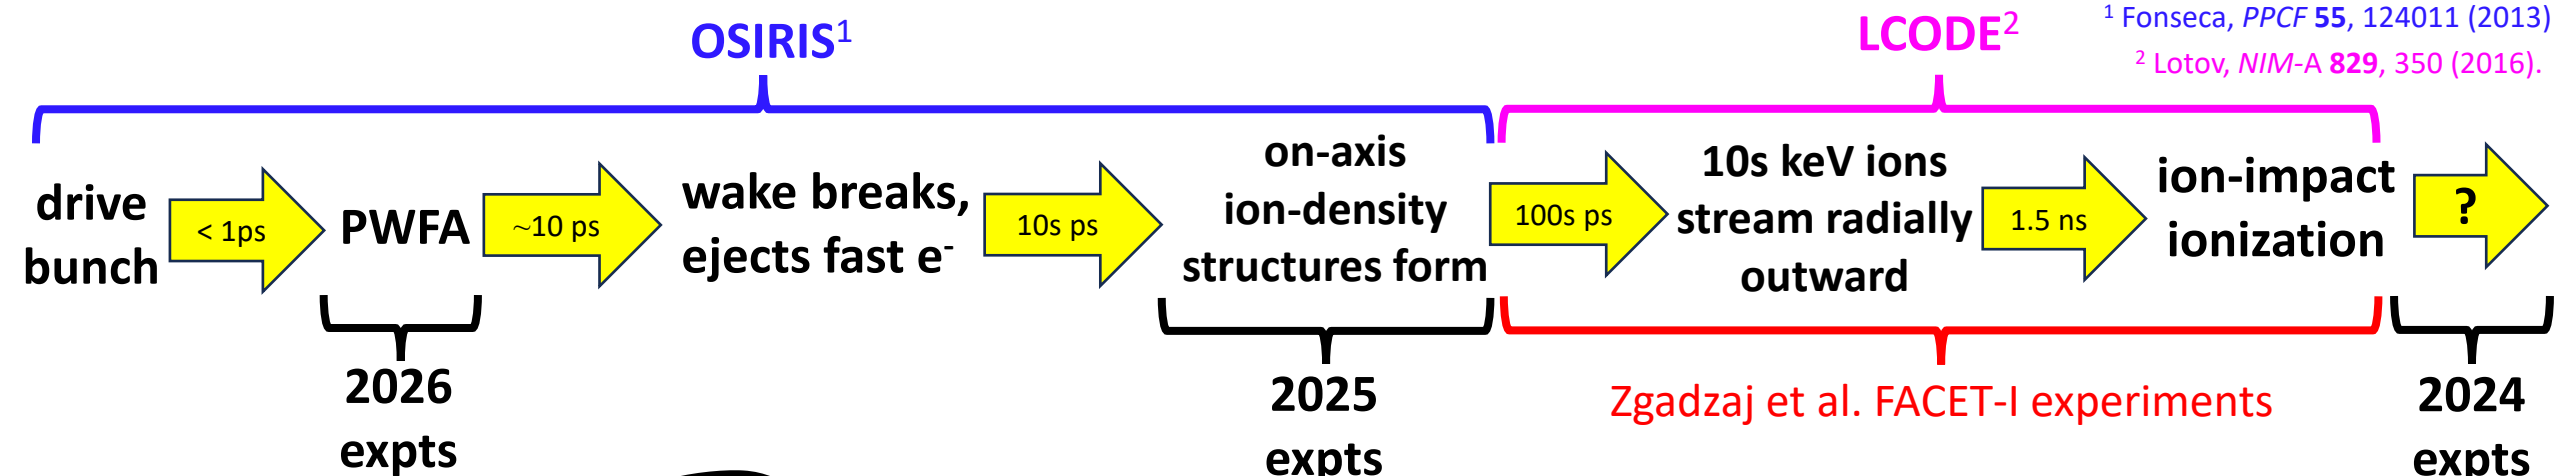 OSIRIS¹
LCODE²
¹ Fonseca, PPCF 55, 124011 (2013)
² Lotov, NIM-A 829, 350 (2016).
drive
bunch
< 1ps
PWFA
~10 ps
wake breaks,
ejects fast e⁻
10s ps
on-axis
ion-density
structures form
100s ps
10s keV ions
stream radially
outward
1.5 ns
ion-impact
ionization
?
2026
expts
2025
expts
Zgadzaj et al. FACET-I experiments
2024
expts